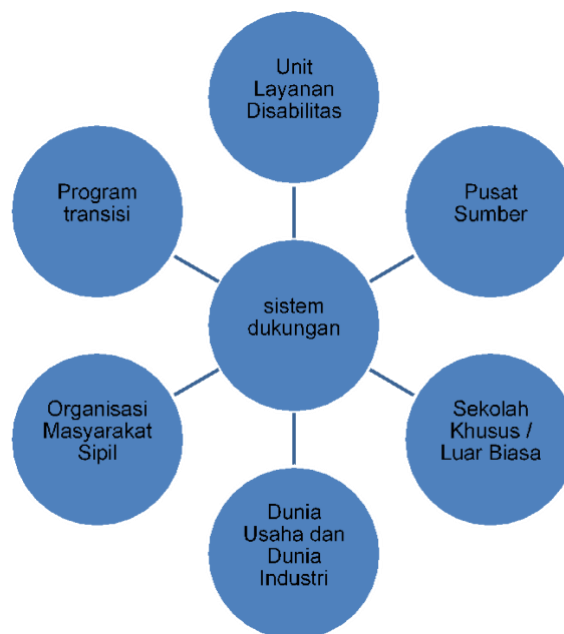 Unit
Layanan
Disabilitas
Program
transisi
Pusat
Sumber
sistem
dukungan
Organisasi
Masyarakat
Sipil
Sekolah
Khusus /
Luar Biasa
Dunia
Usaha dan
Dunia
Industri